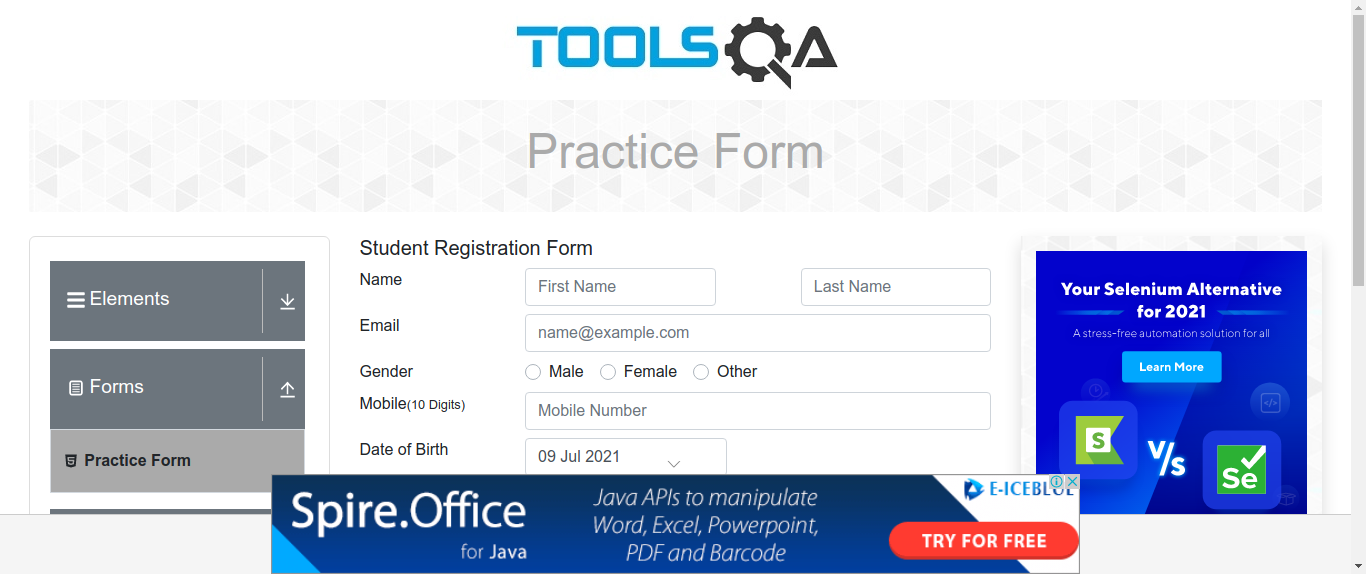 TOOLSQA
Practice Form
Elements
Forms
Practice Form
Student Registration Form
Name
First Name
Last Name
Email
name@example.com
Gender
Male
Female
Other
Mobile(10 Digits)
Mobile Number
Date of Birth
09 Jul 2021
Your Selenium Alternative
for 2021
A stress-free automation solution for all
Learn More
S
V/s
Se
Spire.Office
for Java
Java APIs to manipulate
Word, Excel, Powerpoint,
PDF and Barcode
E-ICEBLUE
TRY FOR FREE